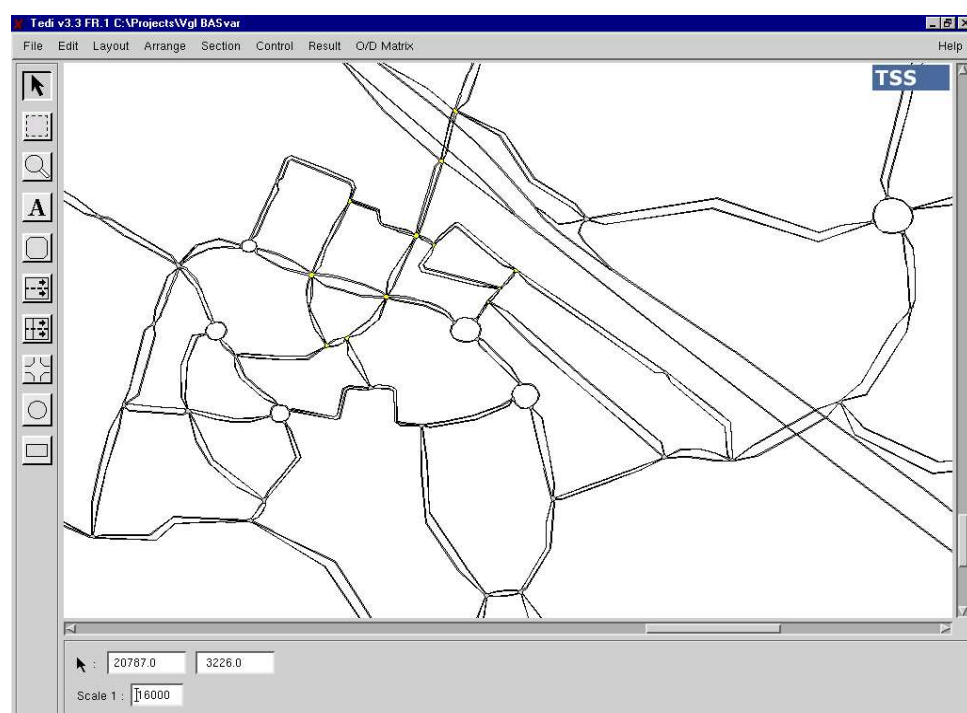 Tedi v3.3 FR.1 C:\Projects\Vgl BASvar
File Edit Layout Arrange Section Control Result O/D Matrix Help
TSS
A
: 20787.0 3226.0
Scale 1 : 16000